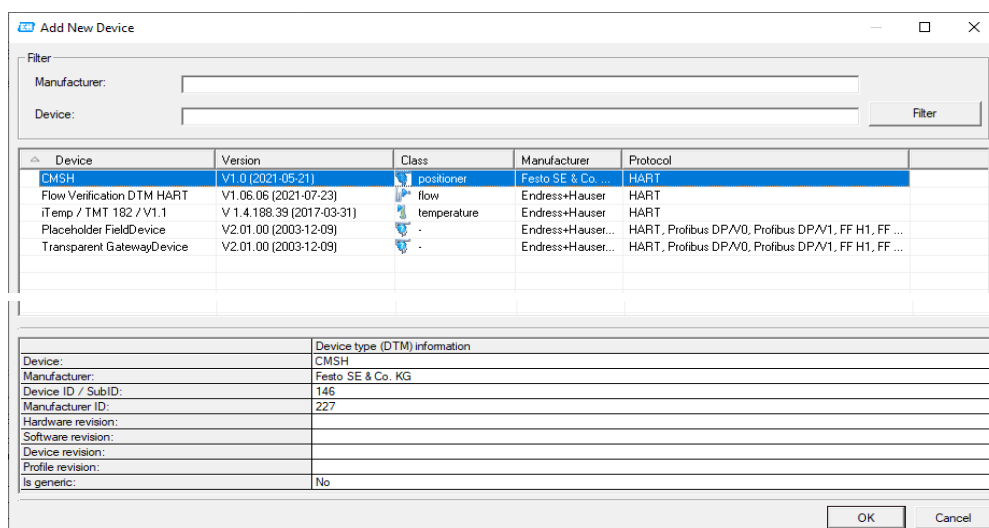 Add New Device
Filter
Manufacturer:
Device:
Filter
Device Version Class Manufacturer Protocol
CMSH V1.0 (2021-05-21) positioner Festo SE & Co. ... HART
Flow Verification DTM HART V1.06.06 (2021-07-23) flow Endress+Hauser HART
iTemp / TMT 182 / V1.1 V 1.4.188.39 (2017-03-31) temperature Endress+Hauser HART
Placeholder FieldDevice V2.01.00 (2003-12-09) - Endress+Hauser... HART, Profibus DP/V0, Profibus DP/V1, FF H1, FF ...
Transparent GatewayDevice V2.01.00 (2003-12-09) - Endress+Hauser... HART, Profibus DP/V0, Profibus DP/V1, FF H1, FF ...
Device type (DTM) information
Device: CMSH
Manufacturer: Festo SE & Co. KG
Device ID / SubID: 146
Manufacturer ID: 227
Hardware revision:
Software revision:
Device revision:
Profile revision:
Is generic: No
OK Cancel